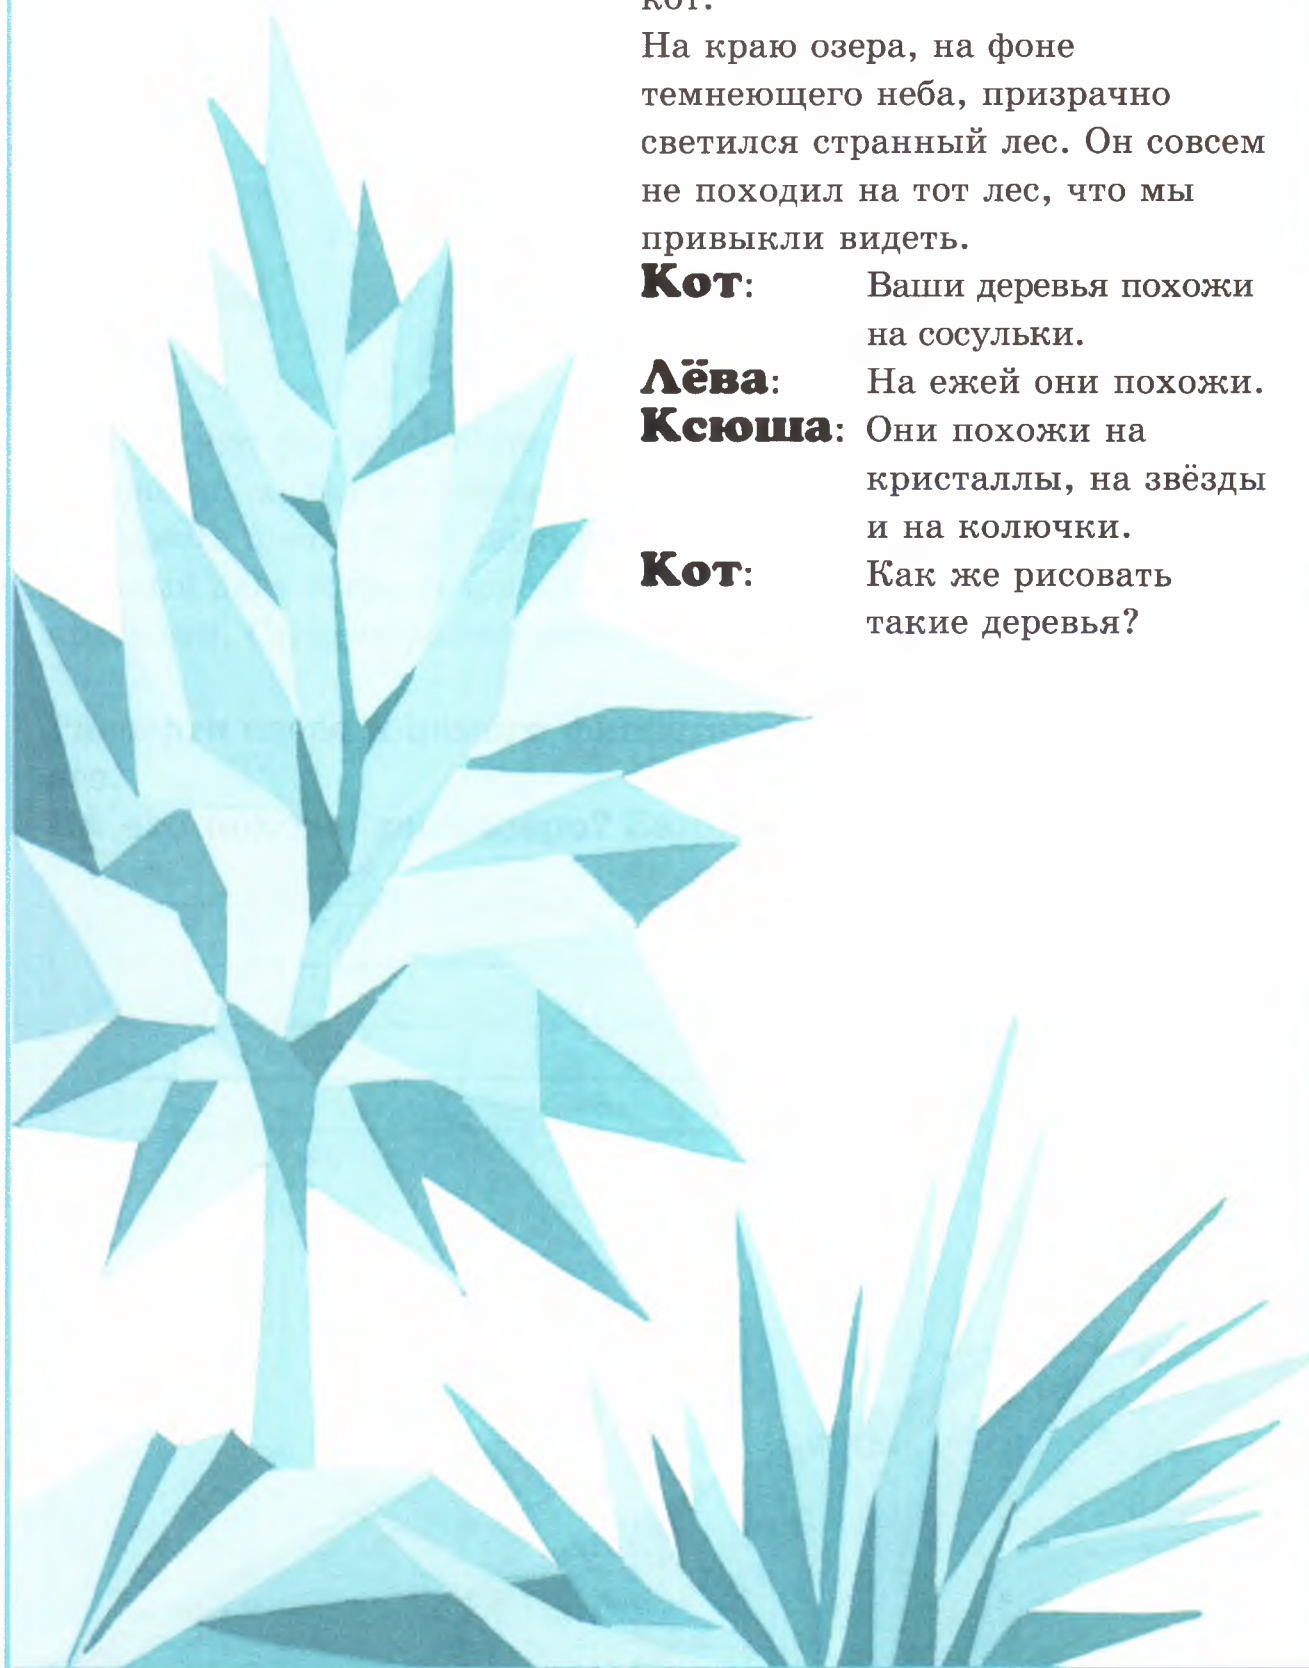 кот.
На краю озера, на фоне
темнеющего неба, призрачно
светился странный лес. Он совсем
не походил на тот лес, что мы
привыкли видеть.
Кот: Ваши деревья похожи
на сосульки.
Лёва: На ежей они похожи.
Ксюша: Они похожи на
кристаллы, на звёзды
и на колючки.
Кот: Как же рисовать
такие деревья?